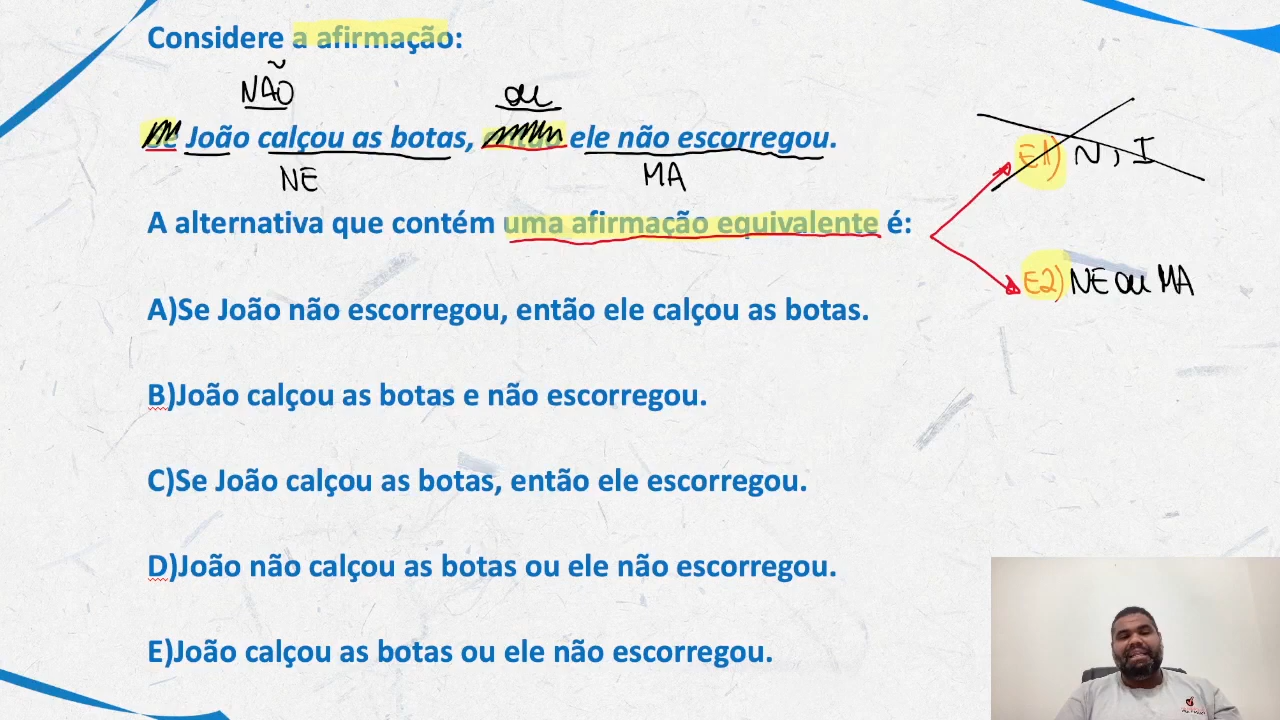 Considere a afirmação:
NÃO
ou
João calçou as botas, ele não escorregou.
NE
MA
A alternativa que contém uma afirmação equivalente é:
E1) N, I
E2) NE ou MA
A)Se João não escorregou, então ele calçou as botas.
B)João calçou as botas e não escorregou.
C)Se João calçou as botas, então ele escorregou.
D)João não calçou as botas ou ele não escorregou.
E)João calçou as botas ou ele não escorregou.